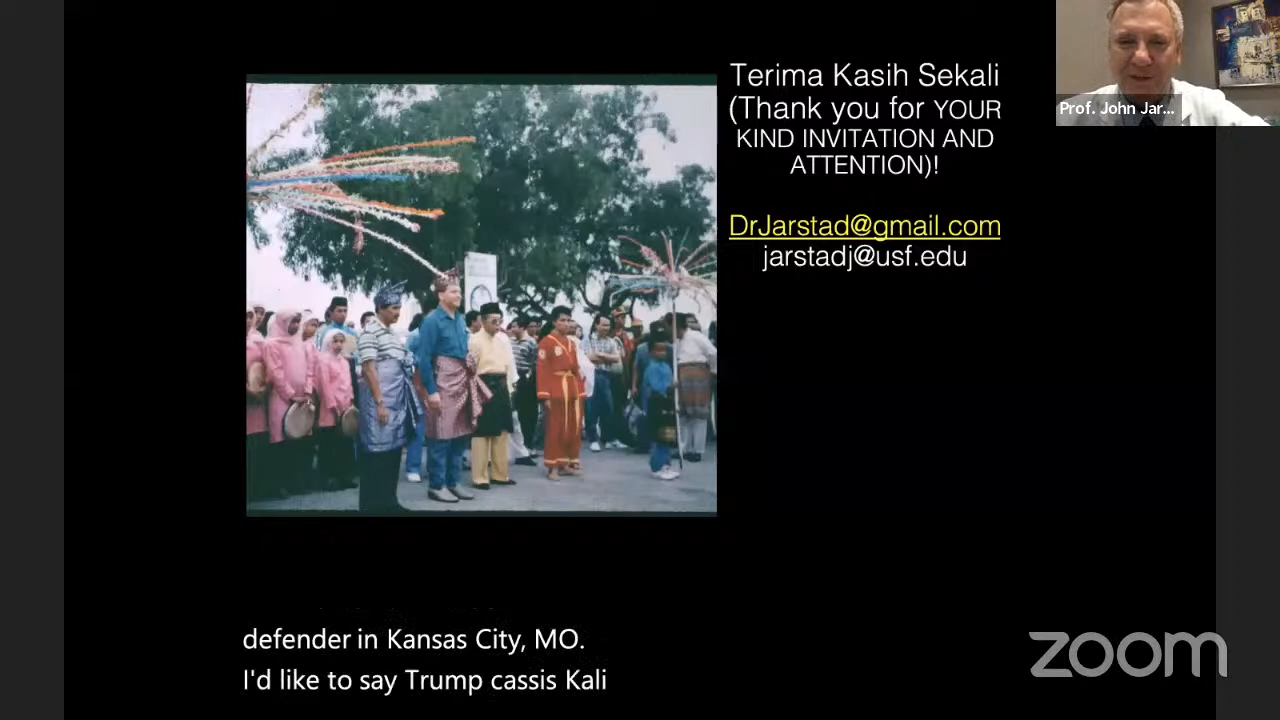 Terima Kasih Sekali
(Thank you for YOUR
KIND INVITATION AND
ATTENTION)!
DrJarstad@gmail.com
jarstadj@usf.edu
Prof. John Jar...
defender in Kansas City, MO.
I'd like to say Trump cassis Kali
zoom